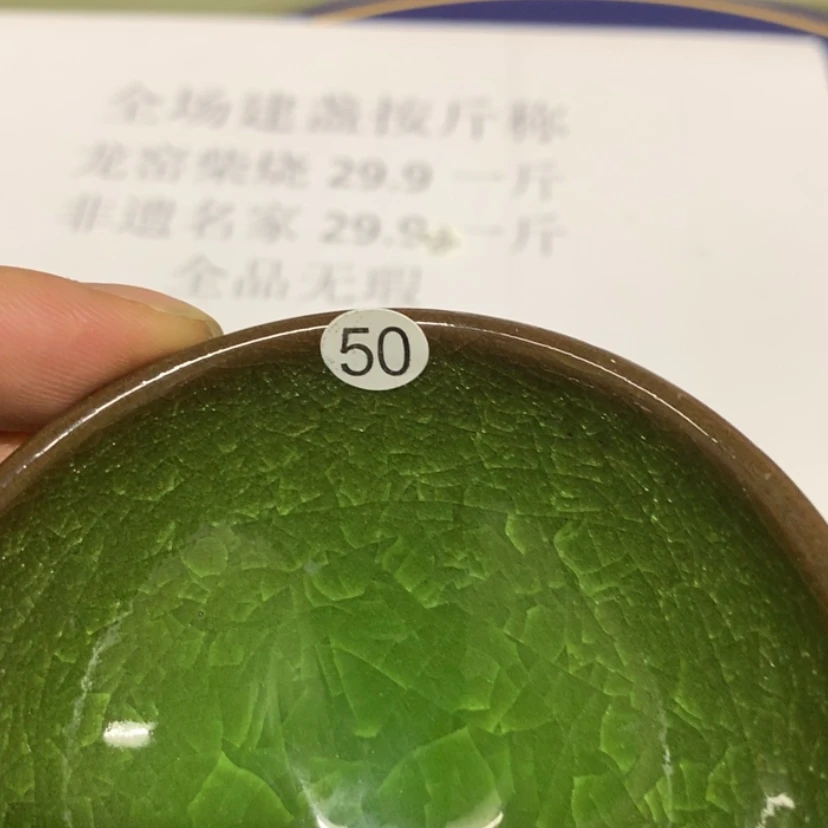 全场建盏按斤称
龙窑柴烧 29.9 一斤
非遗名家 29.9 一斤
全品无瑕
50